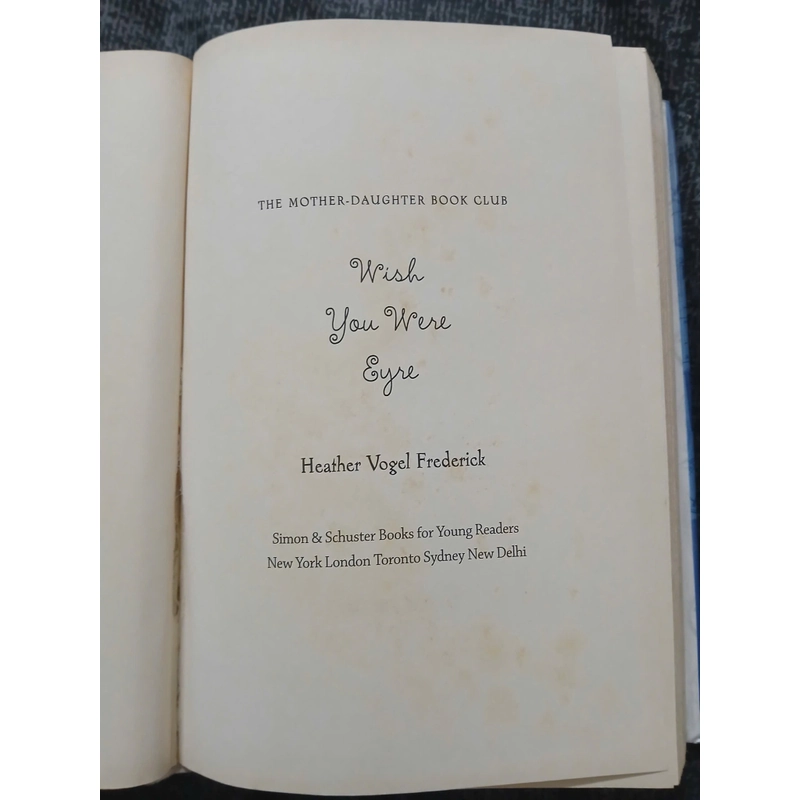 THE MOTHER-DAUGHTER BOOK CLUB
Wish
You Were
Eyre
Heather Vogel Frederick
Simon & Schuster Books for Young Readers
New York London Toronto Sydney New Delhi